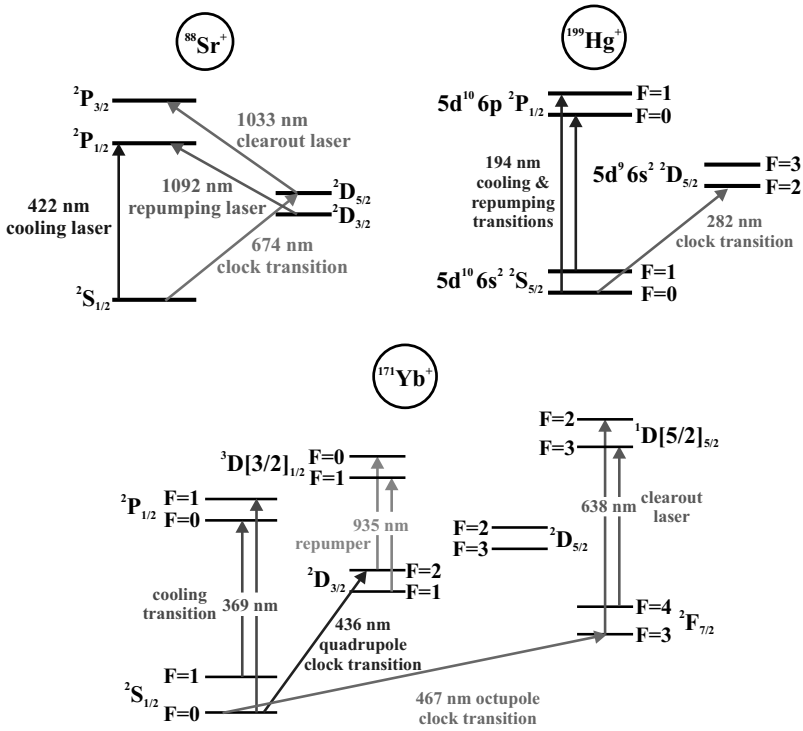 ⁸⁸Sr⁺
²P₃/₂
1033 nm
clearout laser
²P₁/₂
1092 nm
repumping laser
²D₅/₂
²D₃/₂
422 nm
cooling laser
674 nm
clock transition
²S₁/₂
¹⁹⁹Hg⁺
5d¹⁰ 6p ²P₁/₂
F=1
F=0
194 nm
cooling &
repumping
transitions
5d⁹ 6s² ²D₅/₂
F=3
F=2
282 nm
clock transition
5d¹⁰ 6s² ²S₅/₂
F=1
F=0
¹⁷¹Yb⁺
²P₁/₂
F=1
F=0
cooling
transition
369 nm
²S₁/₂
F=1
F=0
³D[3/2]₁/₂
F=0
F=1
935 nm
repumper
²D₃/₂
F=2
F=1
436 nm
quadrupole
clock transition
F=2
F=3
²D₅/₂
F=2
F=3
¹D[5/2]₅/₂
638 nm
clearout
laser
F=4
F=3
²F₇/₂
467 nm octupole
clock transition